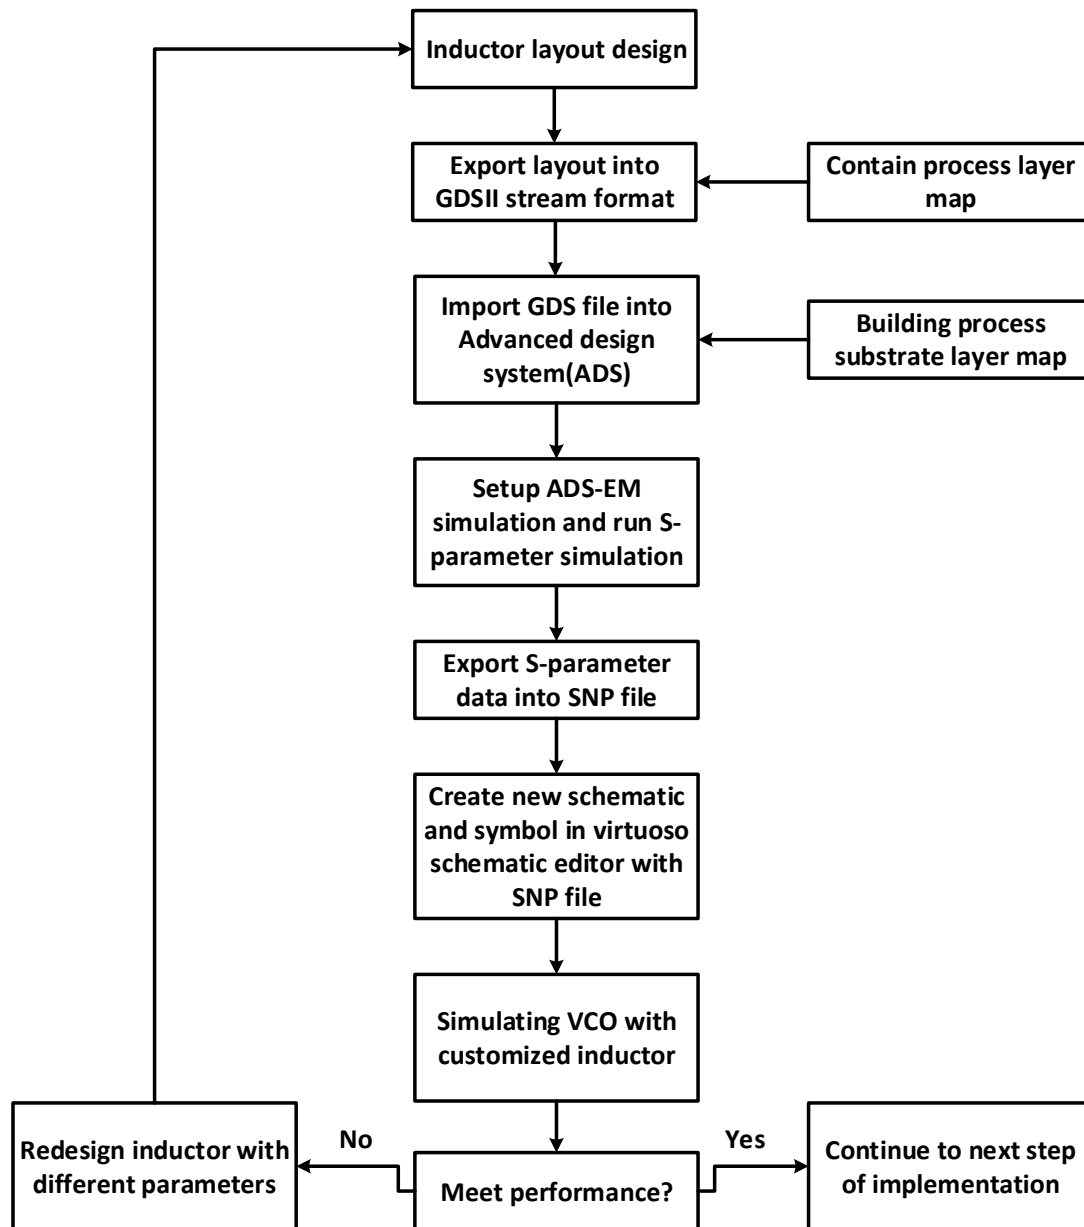 Inductor layout design
Export layout into
GDSII stream format
Contain process layer
map
Import GDS file into
Advanced design
system(ADS)
Building process
substrate layer map
Setup ADS-EM
simulation and run S-
parameter simulation
Export S-parameter
data into SNP file
Create new schematic
and symbol in virtuoso
schematic editor with
SNP file
Simulating VCO with
customized inductor
Redesign inductor with
different parameters
No
Meet performance?
Yes
Continue to next step
of implementation